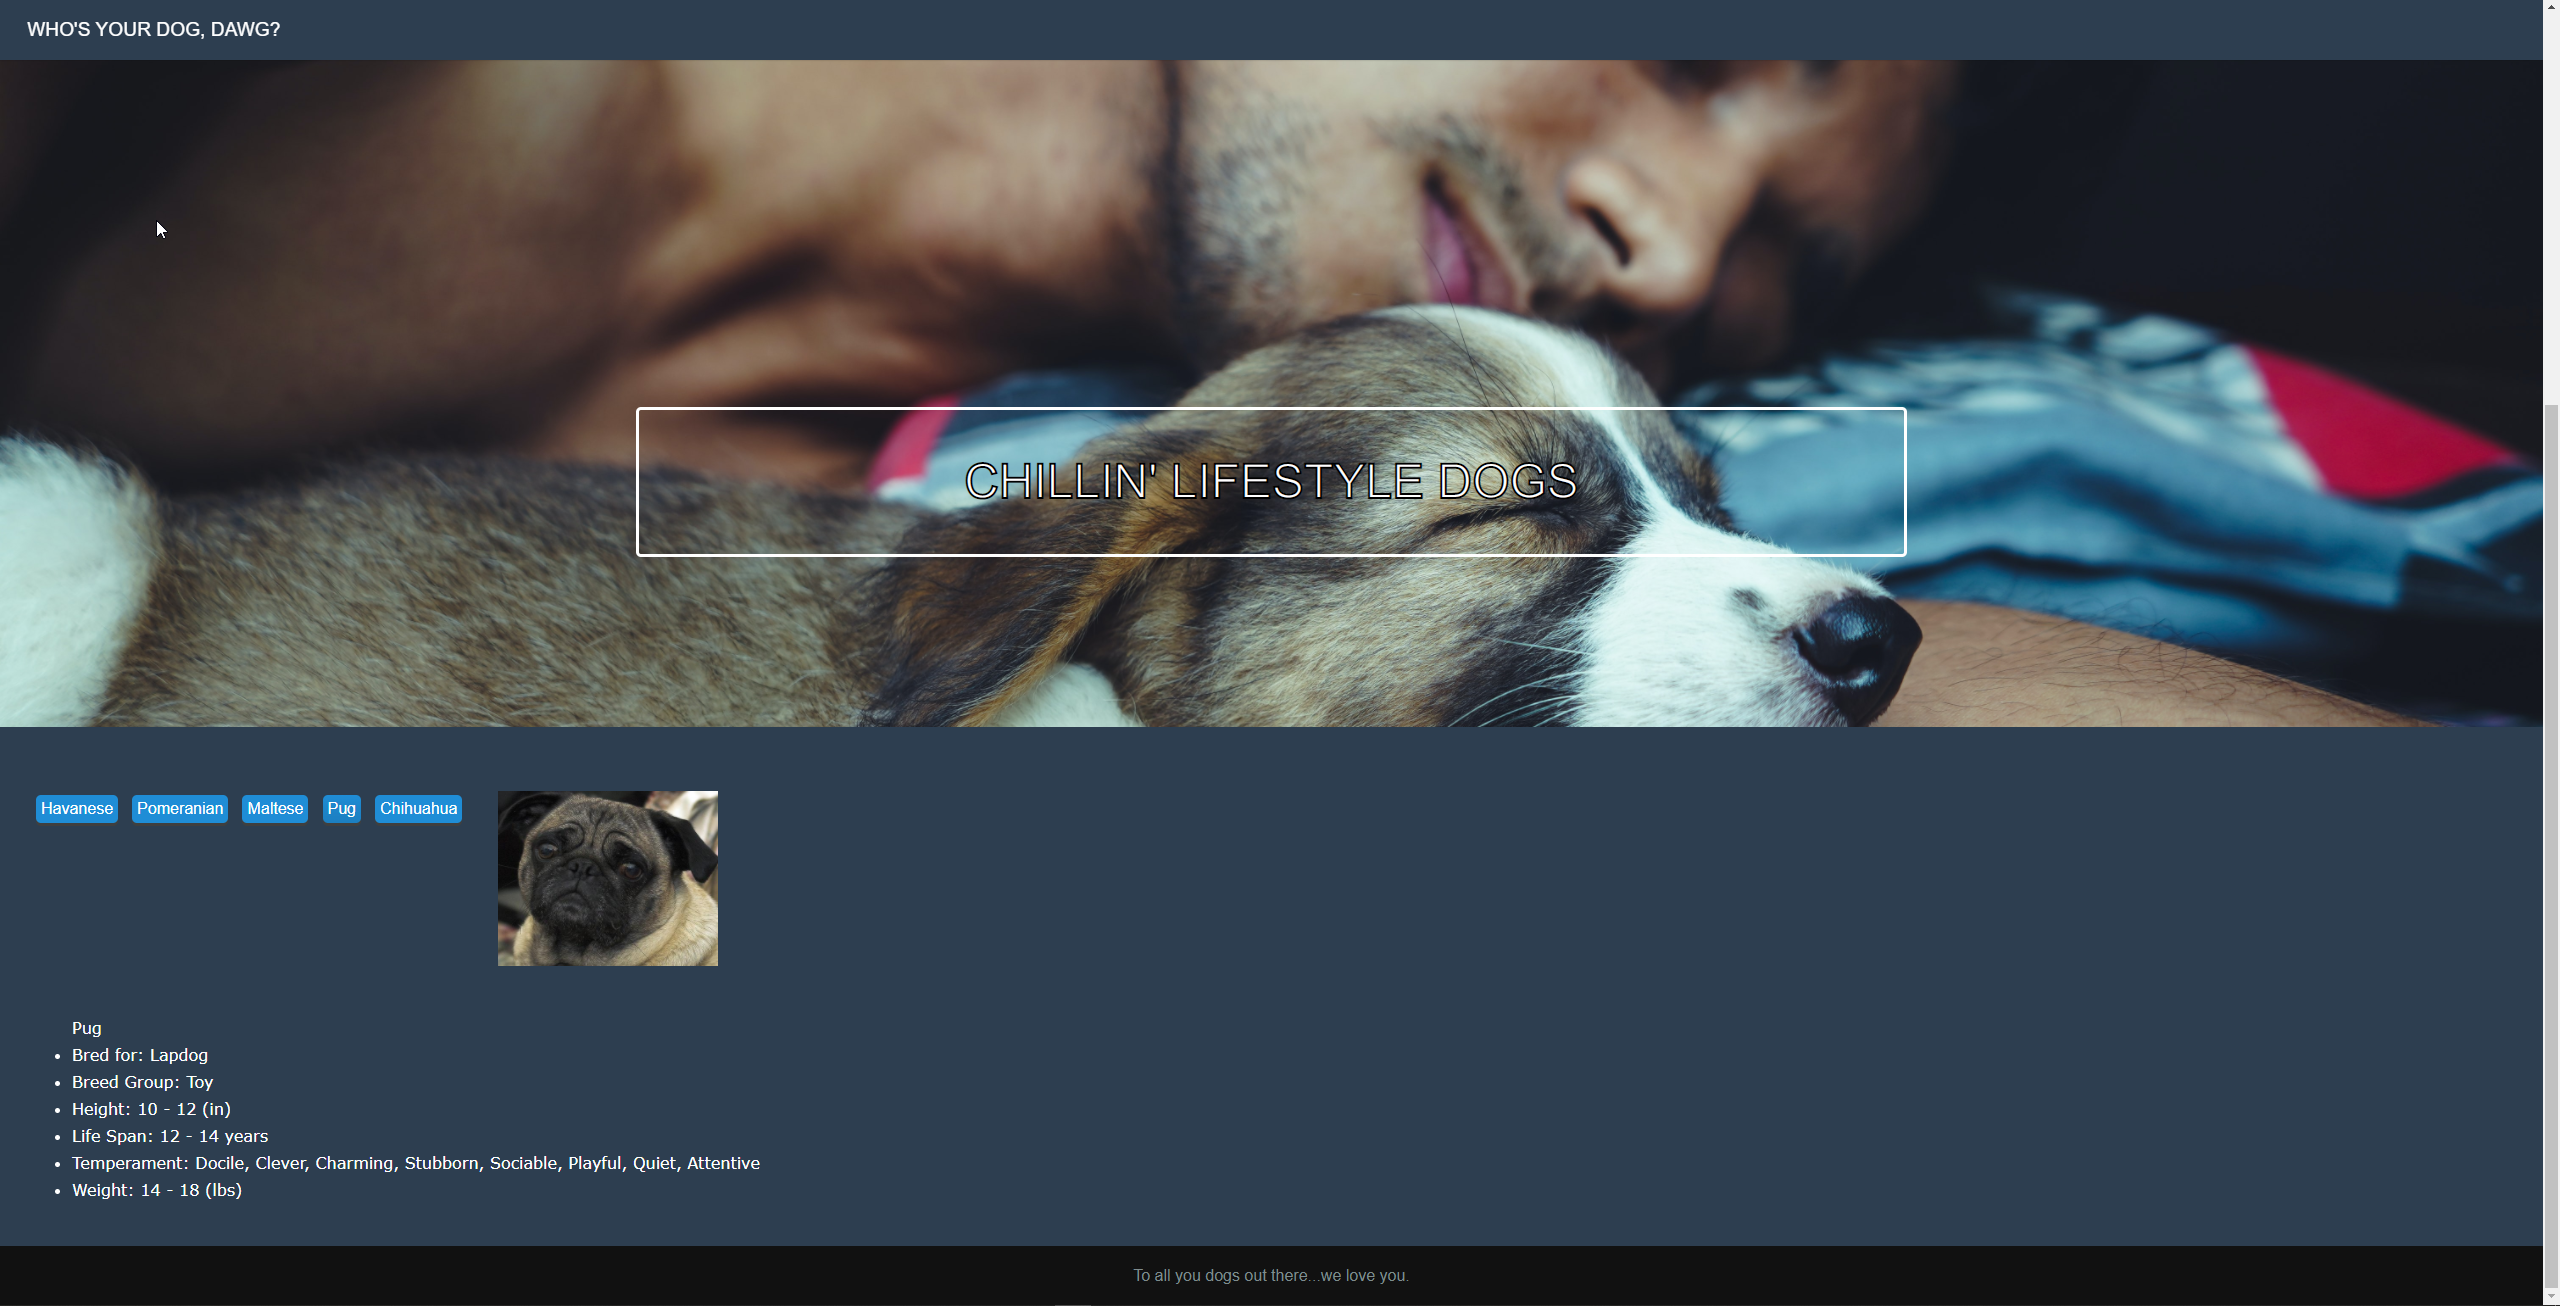 WHO'S YOUR DOG, DAWG?
CHILLIN' LIFESTYLE DOGS
Havanese Pomeranian Maltese Pug Chihuahua
Pug
Bred for: Lapdog
Breed Group: Toy
Height: 10 - 12 (in)
Life Span: 12 - 14 years
Temperament: Docile, Clever, Charming, Stubborn, Sociable, Playful, Quiet, Attentive
Weight: 14 - 18 (lbs)
To all you dogs out there...we love you.